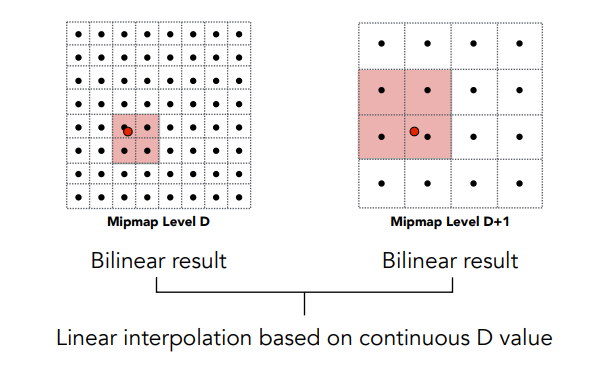 Mipmap Level D
Mipmap Level D+1
Bilinear result
Bilinear result
Linear interpolation based on continuous D value